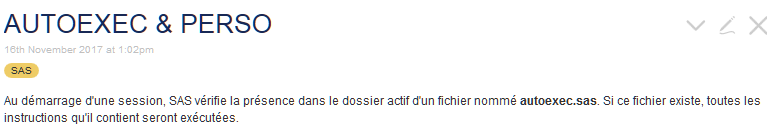 AUTOEXEC & PERSO
16th November 2017 at 1:02pm
SAS
Au démarrage d'une session, SAS vérifie la présence dans le dossier actif d'un fichier nommé autoexec.sas. Si ce fichier existe, toutes les
instructions qu'il contient seront exécutées.